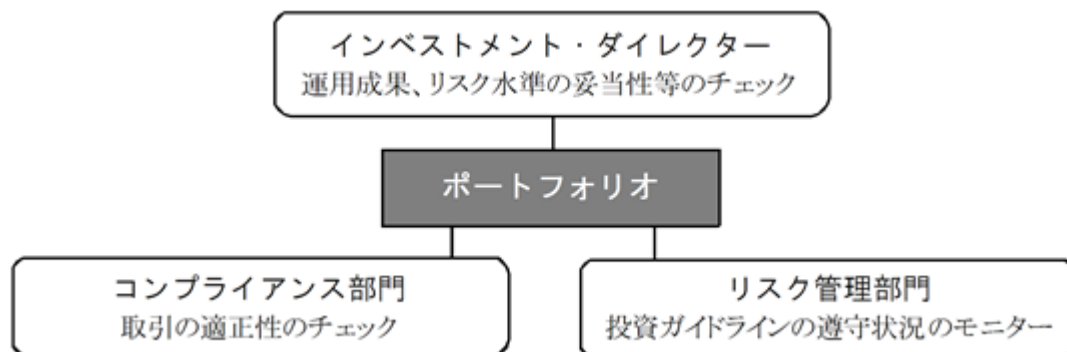 インベストメント・ダイレクター
運用成果、リスク水準の妥当性等のチェック
ポートフォリオ
コンプライアンス部門
取引の適正性のチェック
リスク管理部門
投資ガイドラインの遵守状況のモニター